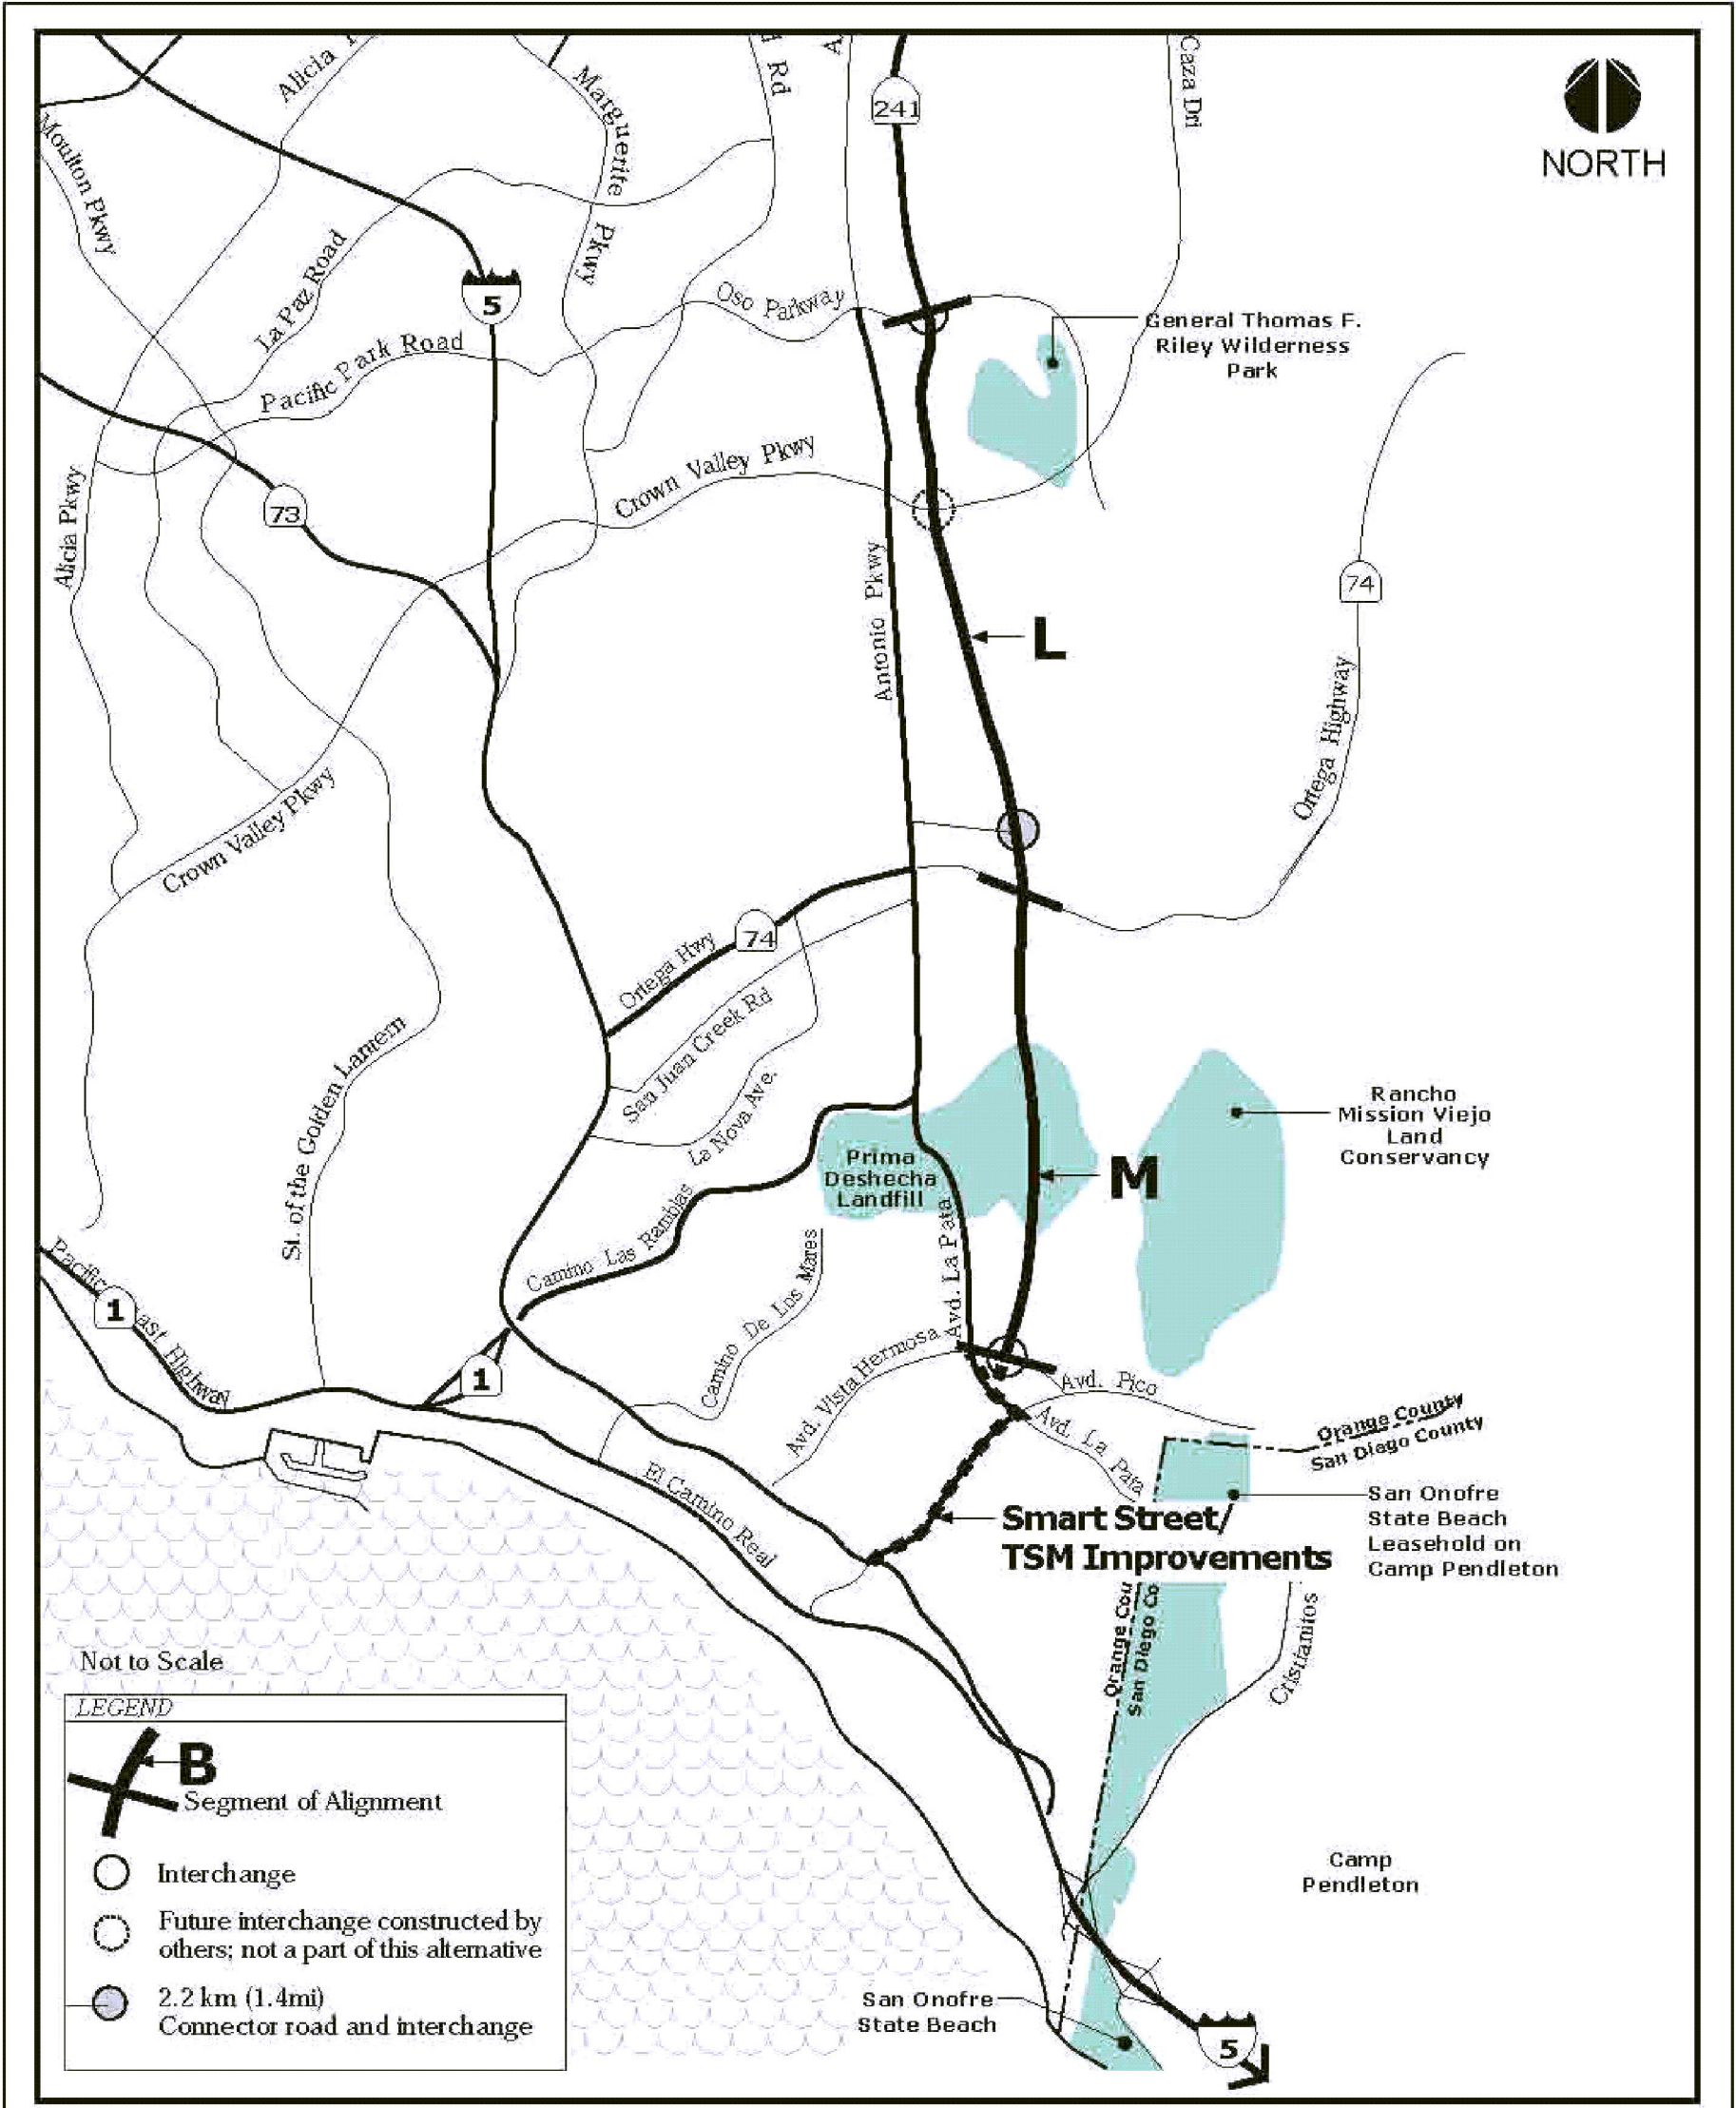 Alicia
Marguerite
Pkwy
Rd
241
Caza Dri
NORTH
Moulton Pkwy
La Paz Road
5
Pacific Park Road
Oso Parkway
General Thomas F.
Riley Wilderness
Park
Crown Valley Pkwy
73
Alicia Pkwy
Antonio Pkwy
74
L
Ortega Highway
Crown Valley Pkwy
Ortega Hwy
74
San Juan Creek Rd
La Nova Ave.
St. of the Golden Lantern
Rancho
Mission Viejo
Land
Conservancy
Prima
Deshecha
Landfill
M
Camino Las Ramblas
Camino De Los Mares
Avd. La Pata
Avd. Vista Hermosa
Pacific
1
ast Highway
1
Avd. Pico
Avd. La Pata
Orange County
San Diego County
El Camino Real
San Onofre
State Beach
Leasehold on
Camp Pendleton
Smart Street/
TSM Improvements
Orange Cou
San Diego Co
Cristianitos
Not to Scale
LEGEND
B
Segment of Alignment
Interchange
Future interchange constructed by
others; not a part of this alternative
2.2 km (1.4mi)
Connector road and interchange
Camp
Pendleton
San Onofre
State Beach
5